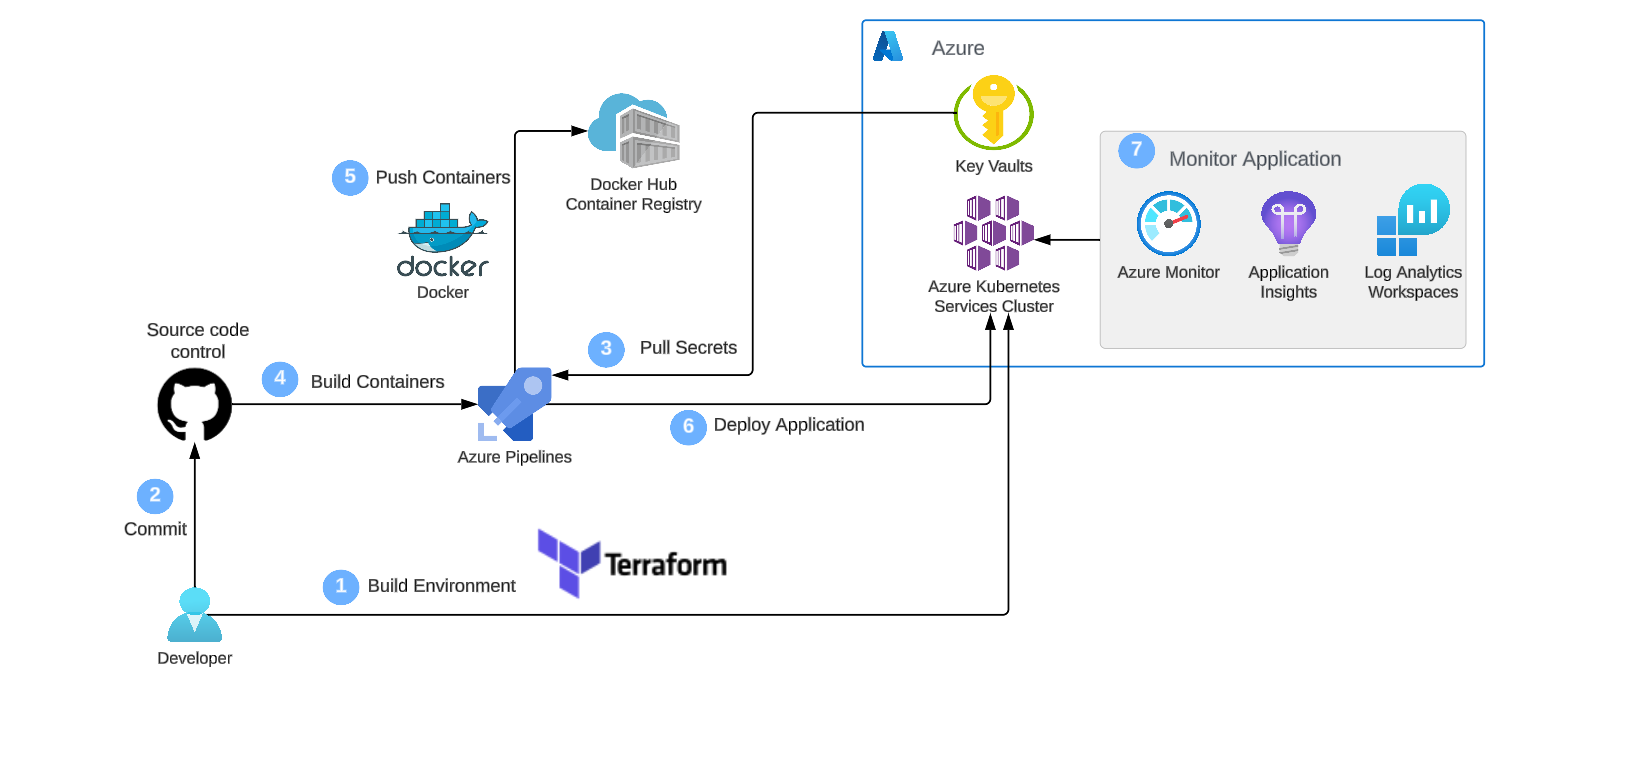 Azure
Key Vaults
7
Monitor Application
5
Push Containers
Docker Hub
Container Registry
docker
Docker
Azure Kubernetes
Services Cluster
Azure Monitor
Application
Insights
Log Analytics
Workspaces
Source code
control
3
Pull Secrets
4
Build Containers
6
Deploy Application
Azure Pipelines
2
Commit
1
Build Environment
Terraform
Developer